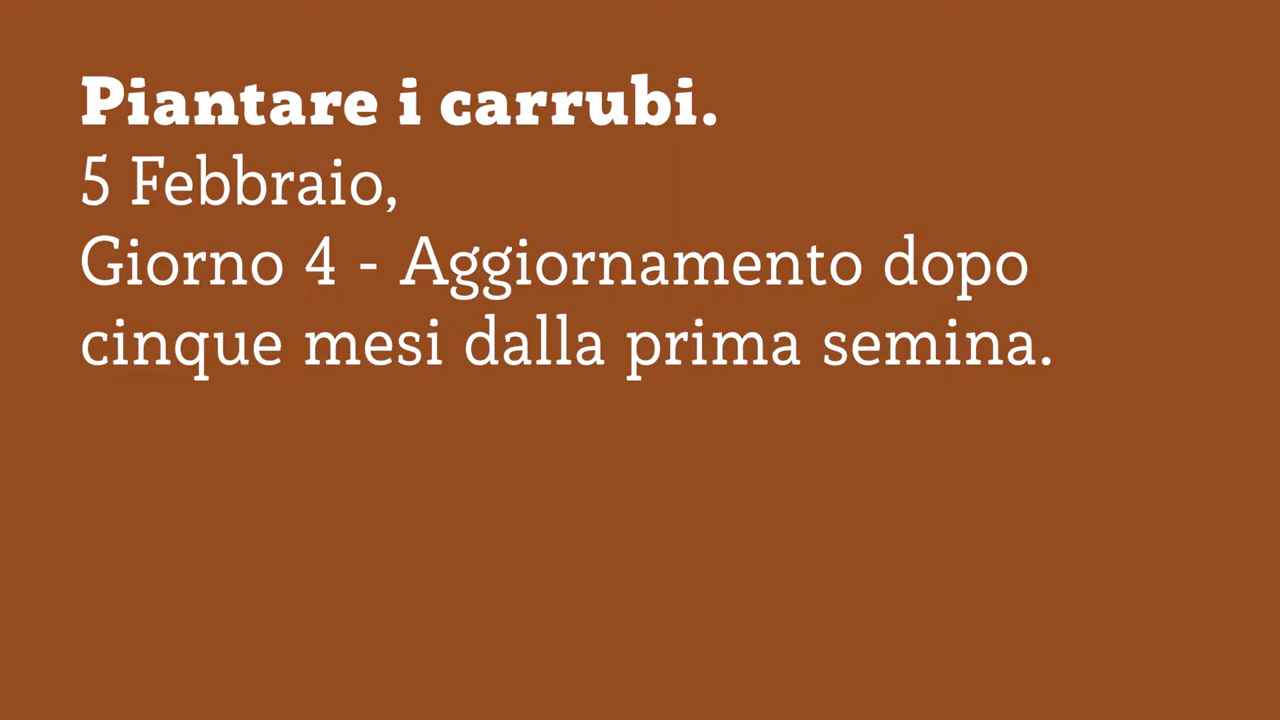 Piantare i carrubi.
5 Febbraio,
Giorno 4 - Aggiornamento dopo
cinque mesi dalla prima semina.